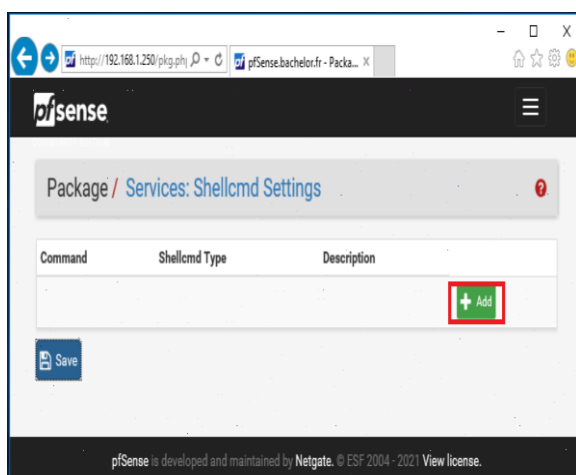 http://192.168.1.250/pkg.ph pfSense.bachelor.fr - Packa... X
pfsense
Package / Services: Shellcmd Settings
Command Shellcmd Type Description
+ Add
Save
pfSense is developed and maintained by Netgate. © ESF 2004 - 2021 View license.